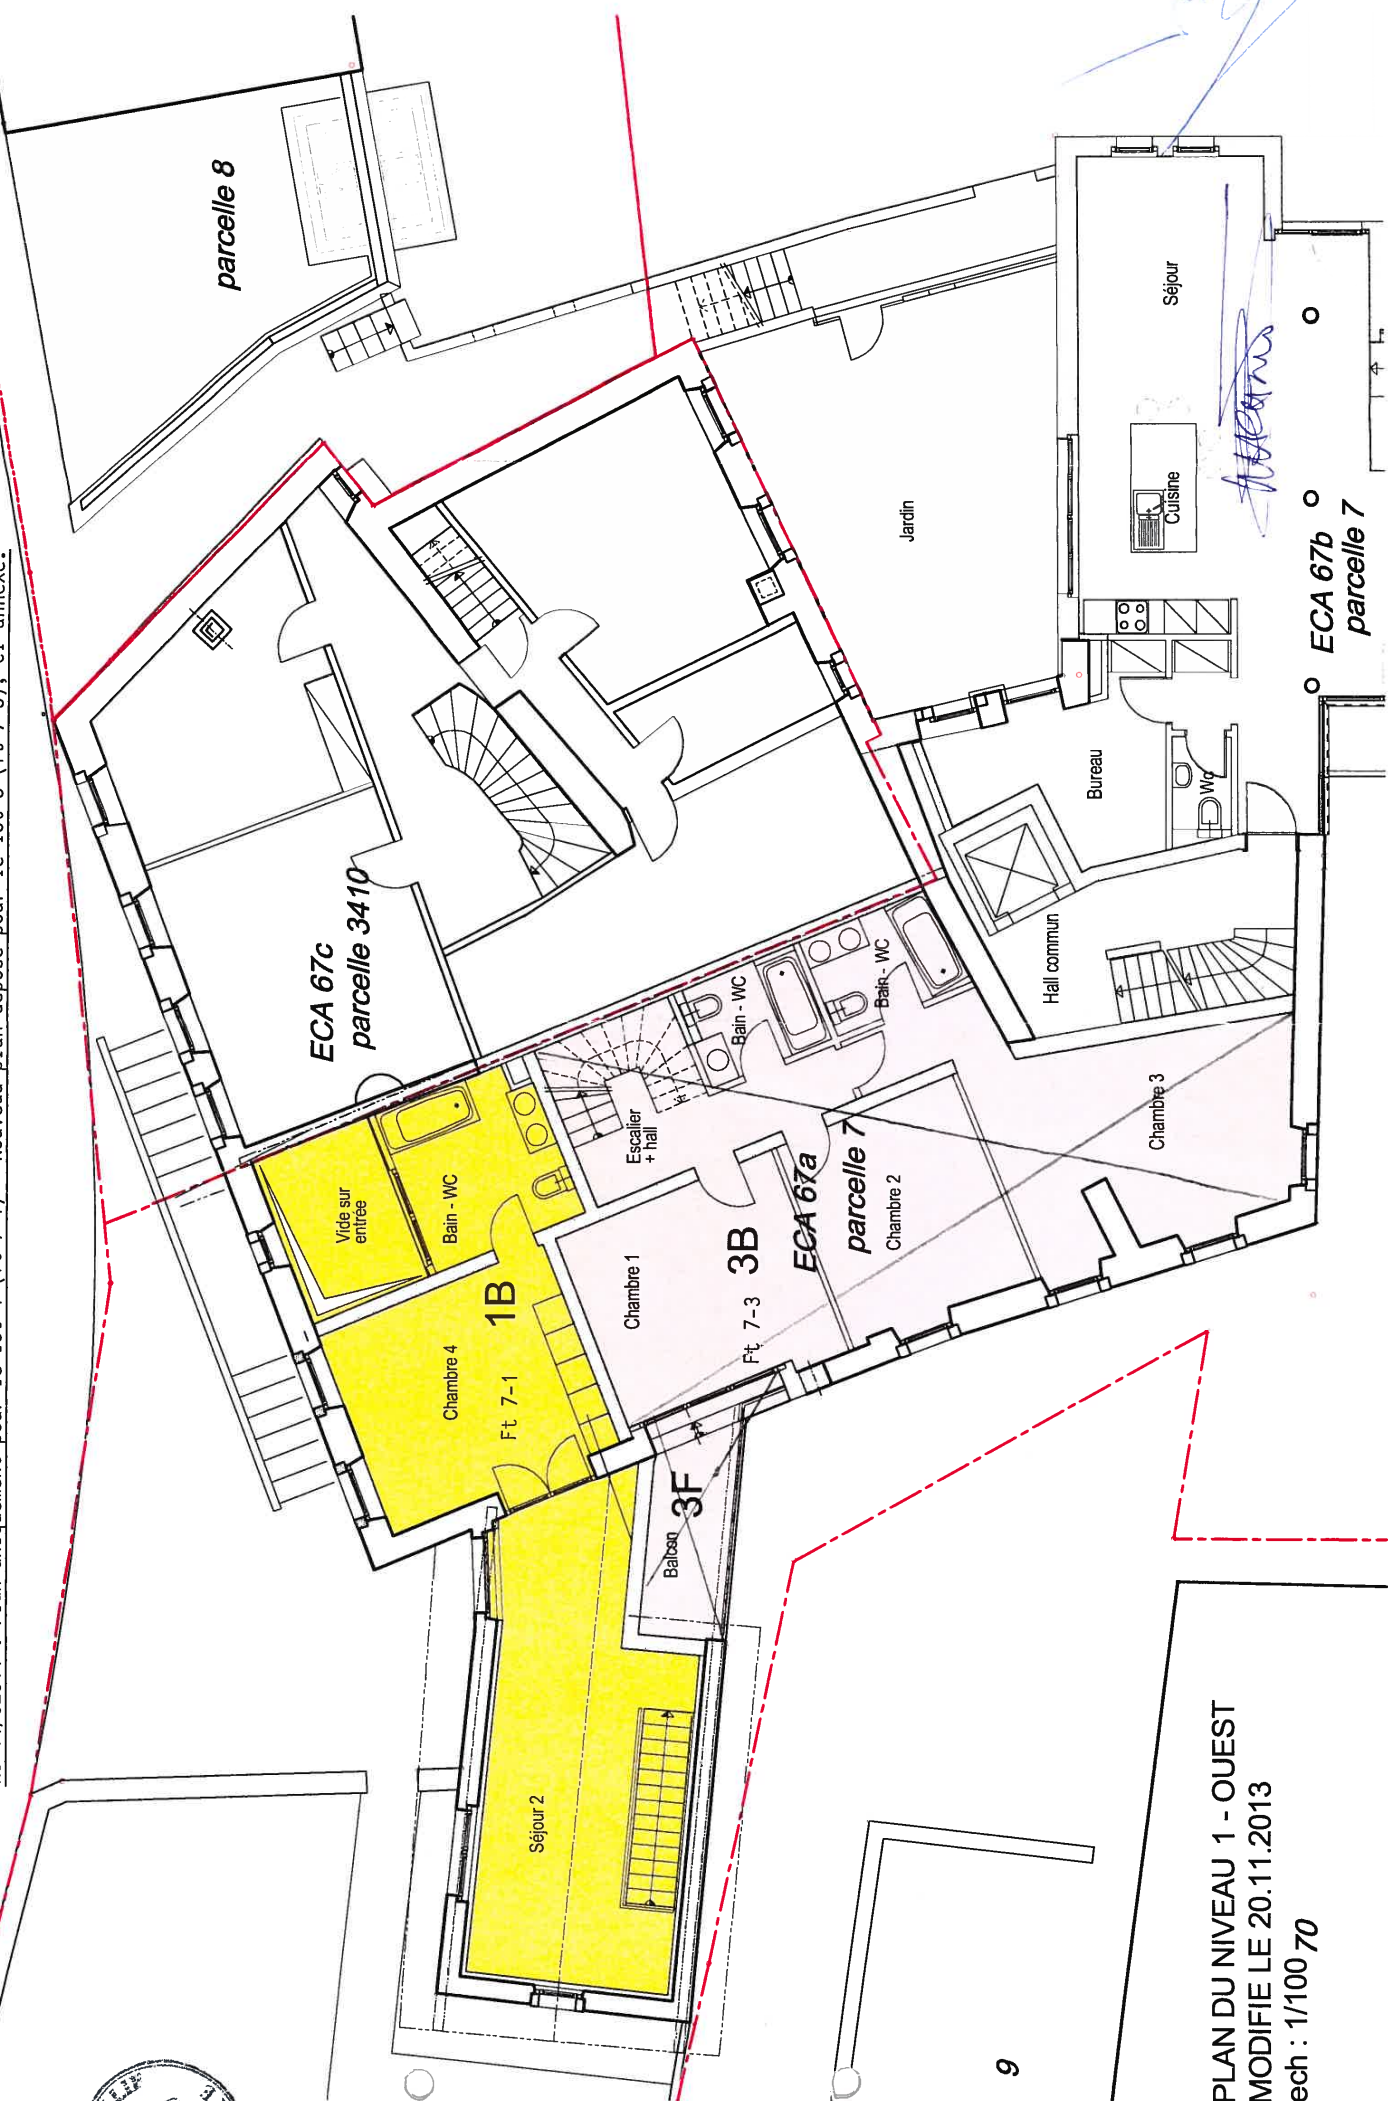 parcelle 8
ECA 67c
parcelle 3410
Jardin
Séjour
Cuisine
ECA 67b
parcelle 7
Bureau
Wc
Hall commun
Bain - WC
Bain - WC
Escalier
+ hall
Vide sur
entrée
Bain - WC
Chambre 4
1B
Ft 7-1
Chambre 1
3B
Ft 7-3
ECA 67a
parcelle 7
Chambre 2
Chambre 3
Balcon
3F
Séjour 2
9
PLAN DU NIVEAU 1 - OUEST
MODIFIE LE 20.11.2013
ech : 1/100
70